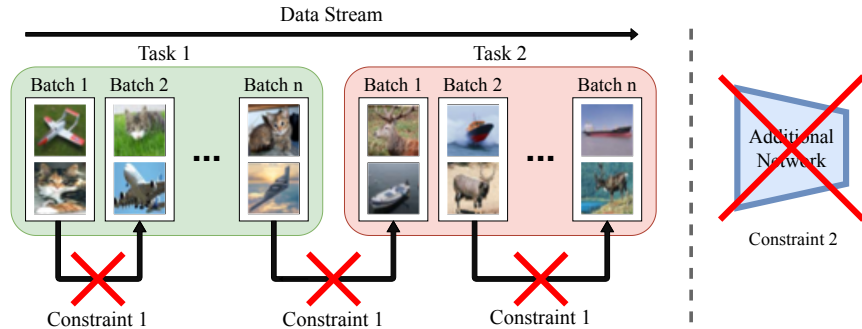 Data Stream
Task 1
Task 2
Batch 1
Batch 2
Batch n
Batch 1
Batch 2
Batch n
...
...
Additional
Network
Constraint 1
Constraint 1
Constraint 1
Constraint 2